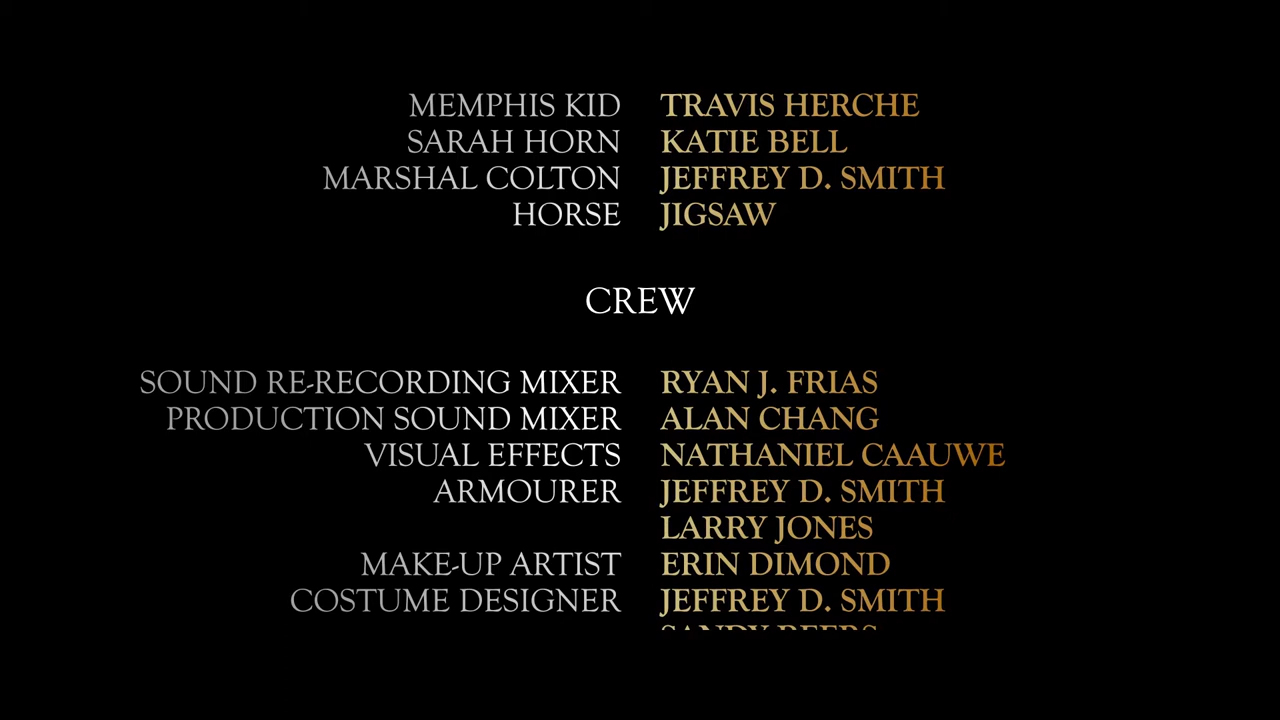 MEMPHIS KID TRAVIS HERCHE
SARAH HORN KATIE BELL
MARSHAL COLTON JEFFREY D. SMITH
HORSE JIGSAW
CREW
SOUND RE-RECORDING MIXER RYAN J. FRIAS
PRODUCTION SOUND MIXER ALAN CHANG
VISUAL EFFECTS NATHANIEL CAAUWE
ARMOURER JEFFREY D. SMITH
LARRY JONES
MAKE-UP ARTIST ERIN DIMOND
COSTUME DESIGNER JEFFREY D. SMITH